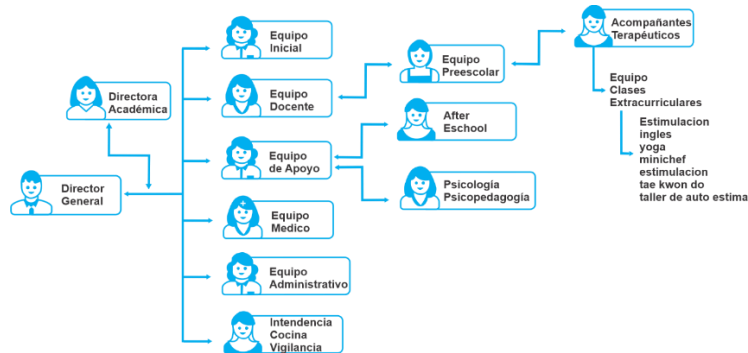 Directora
Académica
Director
General
Equipo
Inicial
Equipo
Docente
Equipo
de Apoyo
Equipo
Medico
Equipo
Administrativo
Intendencia
Cocina
Vigilancia
Equipo
Preescolar
After
Eschool
Psicología
Psicopedagogía
Acompañantes
Terapéuticos
Equipo
Clases
Extracurriculares
Estimulacion
ingles
yoga
minichef
estimulacion
tae kwon do
taller de auto estima